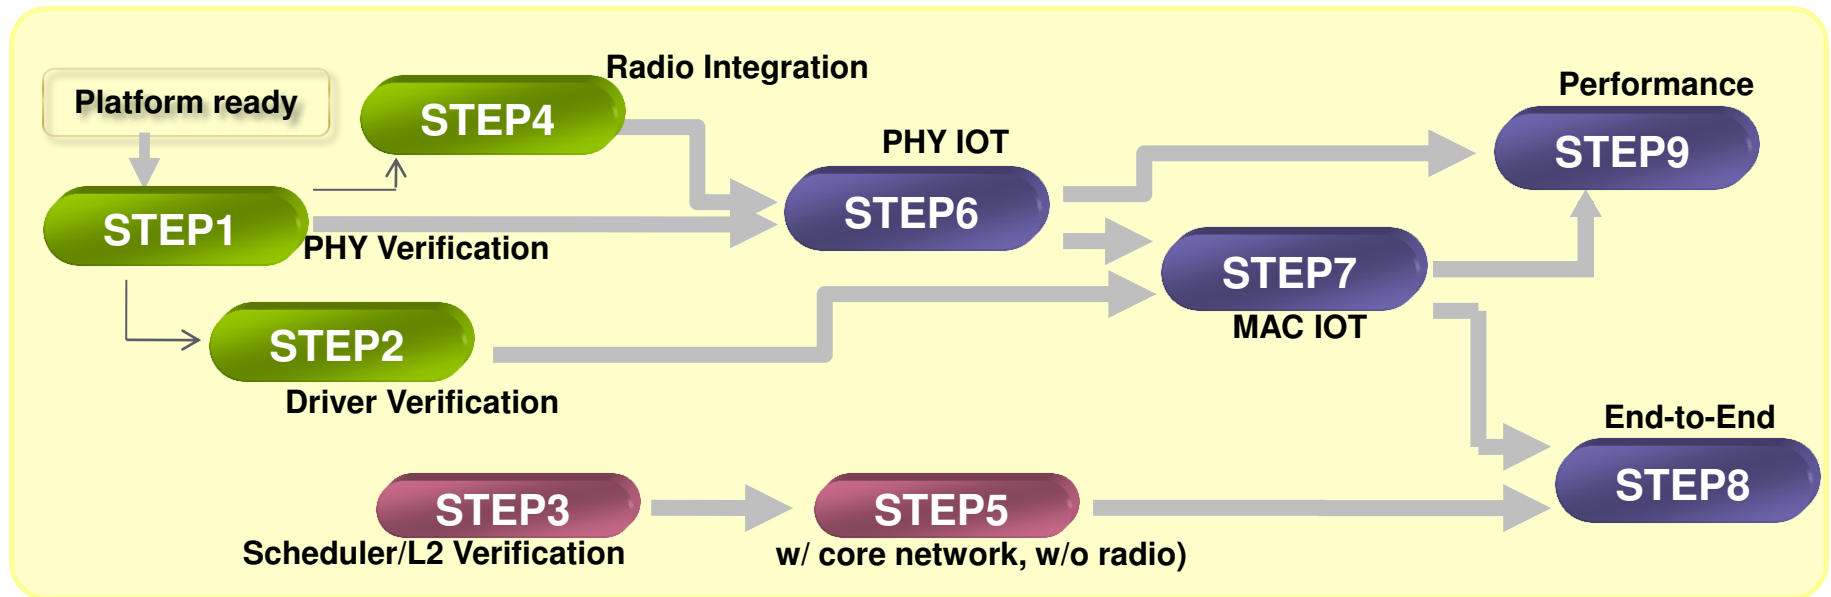 Radio Integration
Performance
Platform ready
STEP4
PHY IOT
STEP9
STEP6
STEP1
PHY Verification
STEP7
MAC IOT
STEP2
Driver Verification
End-to-End
STEP8
STEP3
STEP5
Scheduler/L2 Verification
w/ core network, w/o radio)